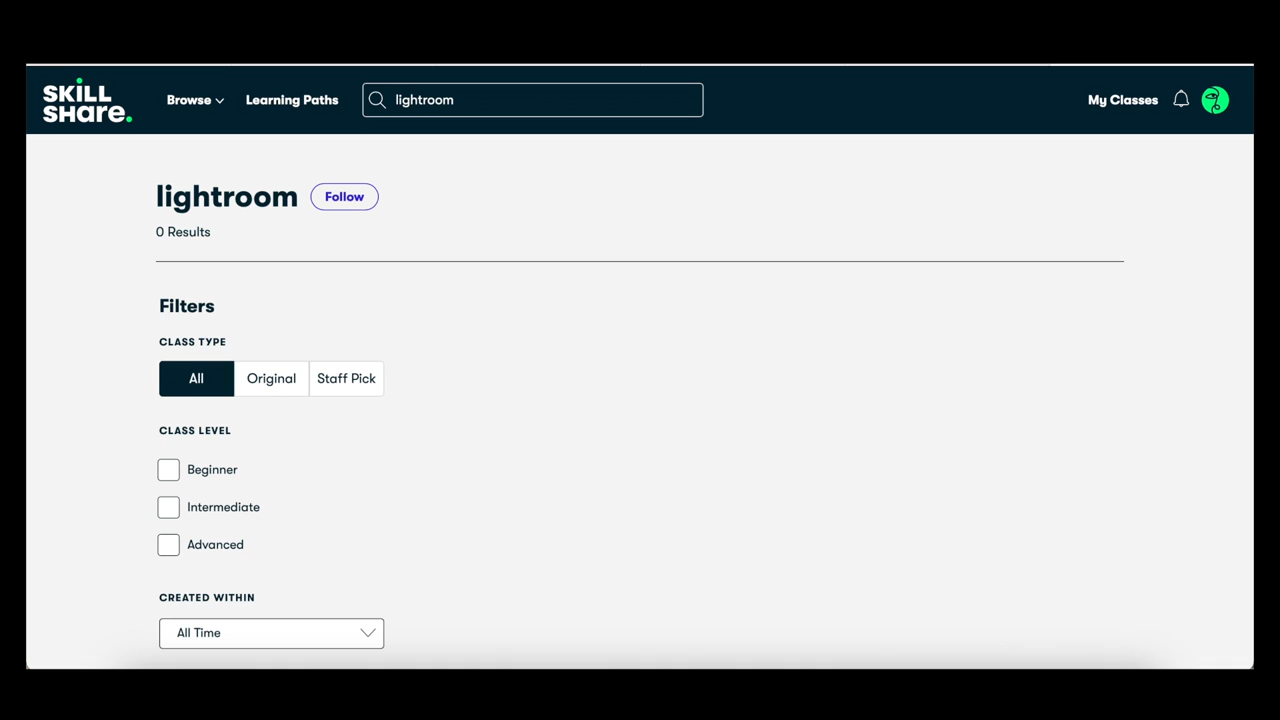 SKiLL
SHare.
Browse
Learning Paths
lightroom
My Classes
lightroom
Follow
0 Results
Filters
CLASS TYPE
All
Original
Staff Pick
CLASS LEVEL
Beginner
Intermediate
Advanced
CREATED WITHIN
All Time